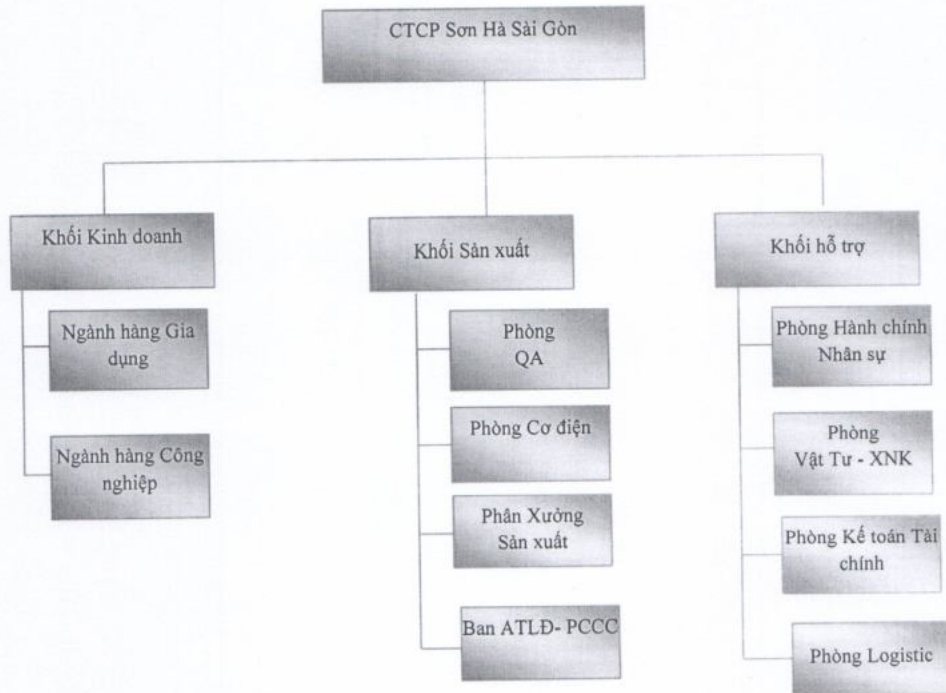 CTCP Sơn Hà Sài Gòn
Khối Kinh doanh
Ngành hàng Gia
dụng
Ngành hàng Công
nghiệp
Khối Sản xuất
Phòng
QA
Phòng Cơ điện
Phân Xưởng
Sản xuất
Ban ATLĐ- PCCC
Khối hỗ trợ
Phòng Hành chính
Nhân sự
Phòng
Vật Tư - XNK
Phòng Kế toán Tài
chính
Phòng Logistic